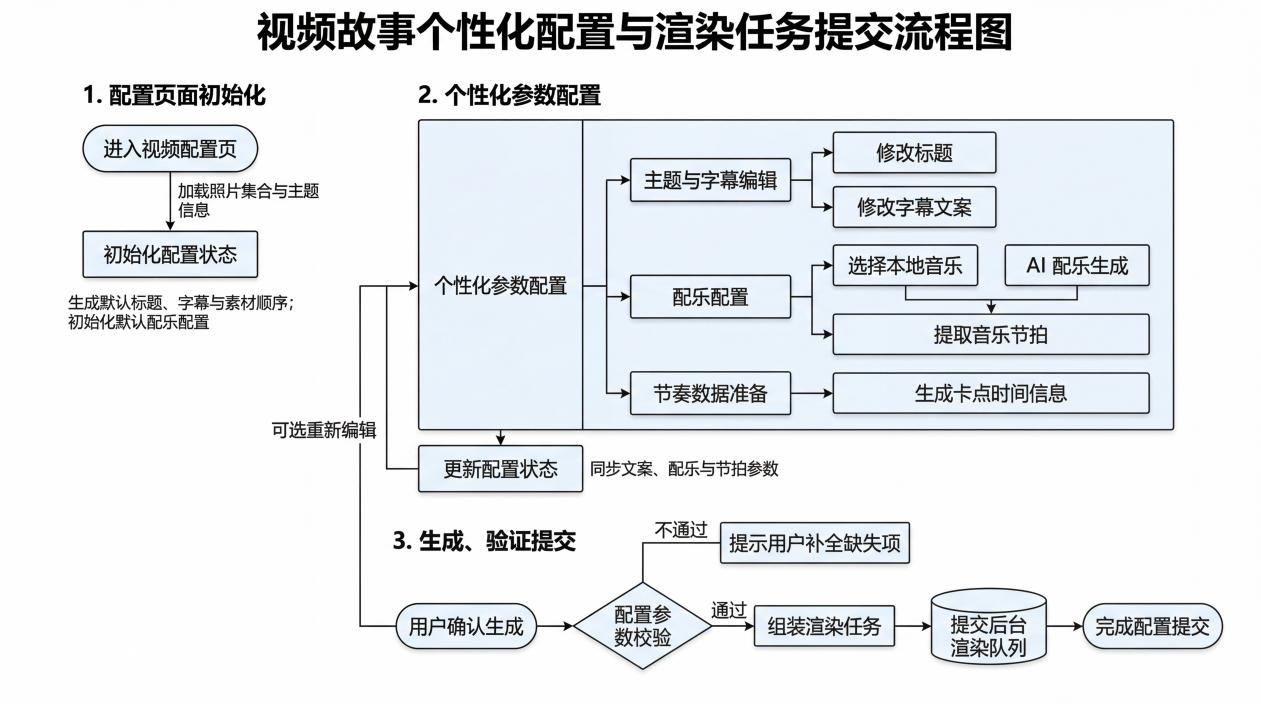 视频故事个性化配置与渲染任务提交流程图
1. 配置页面初始化
进入视频配置页
加载照片集合与主题
信息
初始化配置状态
生成默认标题、字幕与素材顺序；
初始化默认配乐配置
2. 个性化参数配置
个性化参数配置
主题与字幕编辑
修改标题
修改字幕文案
配乐配置
选择本地音乐
AI 配乐生成
提取音乐节拍
节奏数据准备
生成卡点时间信息
可选重新编辑
更新配置状态
同步文案、配乐与节拍参数
3. 生成、验证提交
不通过
提示用户补全缺失项
用户确认生成
配置参
数校验
通过
组装渲染任务
提交后台
渲染队列
完成配置提交